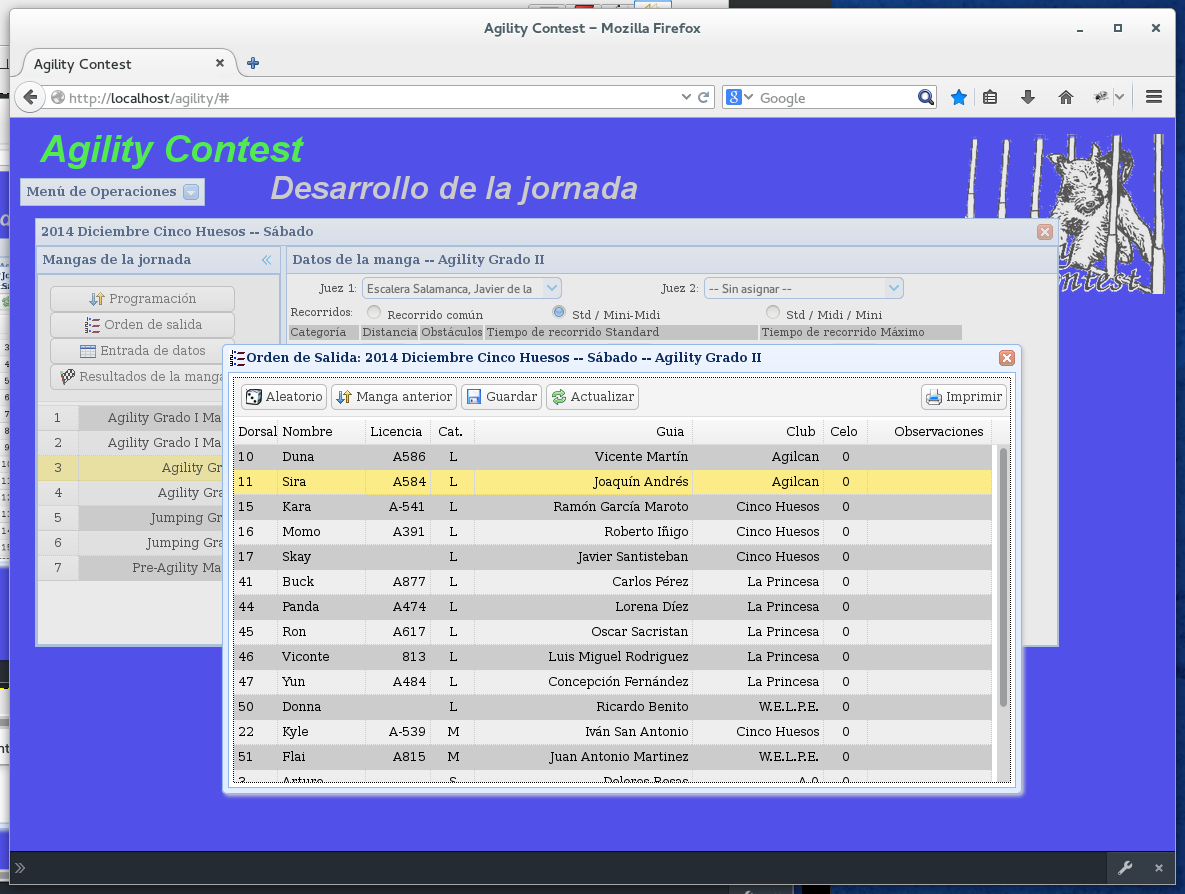 Agility Contest – Mozilla Firefox
Agility Contest
http://localhost/agility/#
Google
Agility Contest
Menú de Operaciones
Desarrollo de la jornada
2014 Diciembre Cinco Huesos -- Sábado
Mangas de la jornada
Datos de la manga -- Agility Grado II
Programación
Orden de salida
Entrada de datos
Resultados de la manga
Juez 1: Escalera Salamanca, Javier de la
Juez 2: -- Sin asignar --
Recorridos: Recorrido común Std / Mini-Midi Std / Midi / Mini
Categoría Distancia Obstáculos Tiempo de recorrido Standard Tiempo de recorrido Máximo
1 Agility Grado I Ma
2 Agility Grado I Ma
3 Agility Gr
4 Agility Gra
5 Jumping Gr
6 Jumping Gra
7 Pre-Agility Ma
Orden de Salida: 2014 Diciembre Cinco Huesos -- Sábado -- Agility Grado II
Aleatorio Manga anterior Guardar Actualizar Imprimir
Dorsal Nombre Licencia Cat. Guia Club Celo Observaciones
10 Duna A586 L Vicente Martín Agilcan 0
11 Sira A584 L Joaquín Andrés Agilcan 0
15 Kara A-541 L Ramón García Maroto Cinco Huesos 0
16 Momo A391 L Roberto Iñigo Cinco Huesos 0
17 Skay L Javier Santisteban Cinco Huesos 0
41 Buck A877 L Carlos Pérez La Princesa 0
44 Panda A474 L Lorena Díez La Princesa 0
45 Ron A617 L Oscar Sacristan La Princesa 0
46 Viconte 813 L Luis Miguel Rodriguez La Princesa 0
47 Yun A484 L Concepción Fernández La Princesa 0
50 Donna L Ricardo Benito W.E.L.P.E. 0
22 Kyle A-539 M Iván San Antonio Cinco Huesos 0
51 Flai A815 M Juan Antonio Martinez W.E.L.P.E. 0